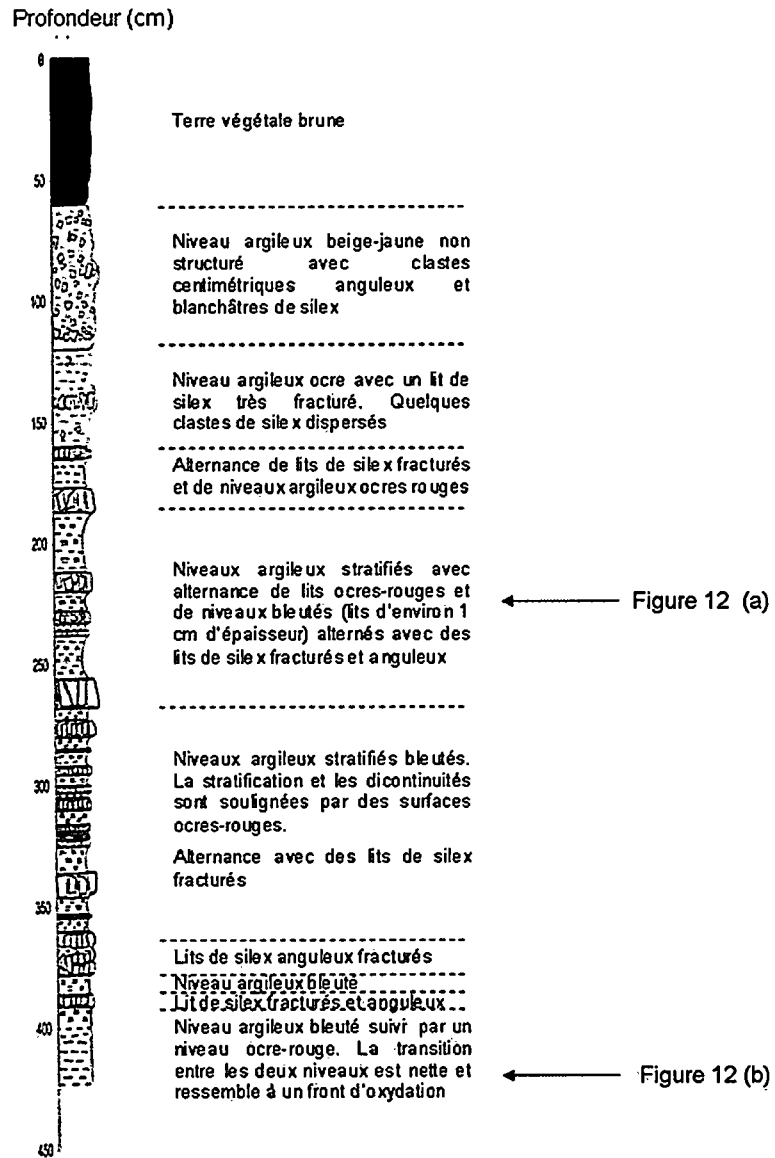 Profondeur (cm)
0
Terre végétale brune
50
Niveau argileux beige-jaune non
structuré avec clastes
centimétriques anguleux et
blanchâtres de silex
100
Niveau argileux ocre avec un lit de
silex très fracturé. Quelques
clastes de silex dispersés
150
Alternance de lits de silex fracturés
et de niveaux argileux ocres rouges
200
Niveaux argileux stratifiés avec
alternance de lits ocres-rouges et
de niveaux bleutés (lits d'environ 1
cm d'épaisseur) alternés avec des
lits de silex fracturés et anguleux
Figure 12 (a)
250
Niveaux argileux stratifiés bleutés.
La stratification et les dicontinuités
sont soulignées par des surfaces
ocres-rouges.
300
Alternance avec des lits de silex
fracturés
350
Lits de silex anguleux fracturés
Niveau argileux bleuté
Lit de silex fracturés et anguleux
400
Niveau argileux bleuté suivi par un
niveau ocre-rouge. La transition
entre les deux niveaux est nette et
ressemble à un front d'oxydation
Figure 12 (b)
450